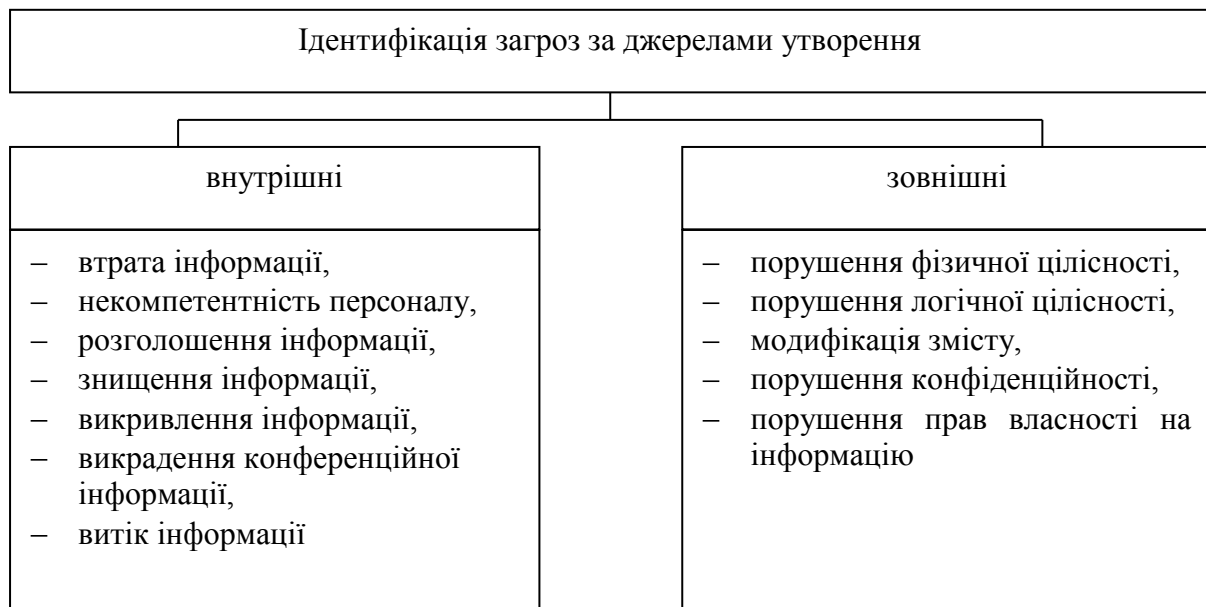 Ідентифікація загроз за джерелами утворення
внутрішні
– втрата інформації,
– некомпетентність персоналу,
– розголошення інформації,
– знищення інформації,
– викривлення інформації,
– викрадення конференційної
інформації,
– витік інформації
зовнішні
– порушення фізичної цілісності,
– порушення логічної цілісності,
– модифікація змісту,
– порушення конфіденційності,
– порушення прав власності на
інформацію